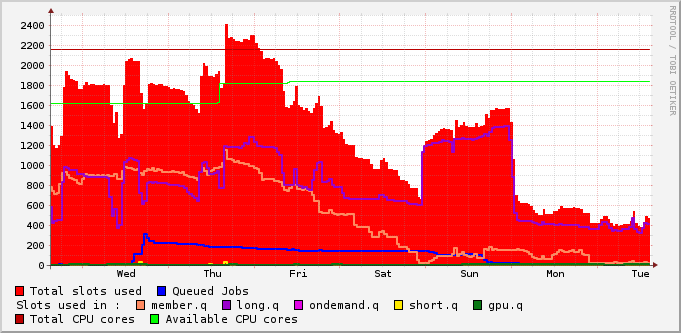 RRDTOOL / TOBI OETIKER
2400
2200
2000
1800
1600
1400
1200
1000
800
600
400
200
0
Wed Thu Fri Sat Sun Mon Tue
Total slots used Queued Jobs
Slots used in : member.q long.q ondemand.q short.q gpu.q
Total CPU cores Available CPU cores